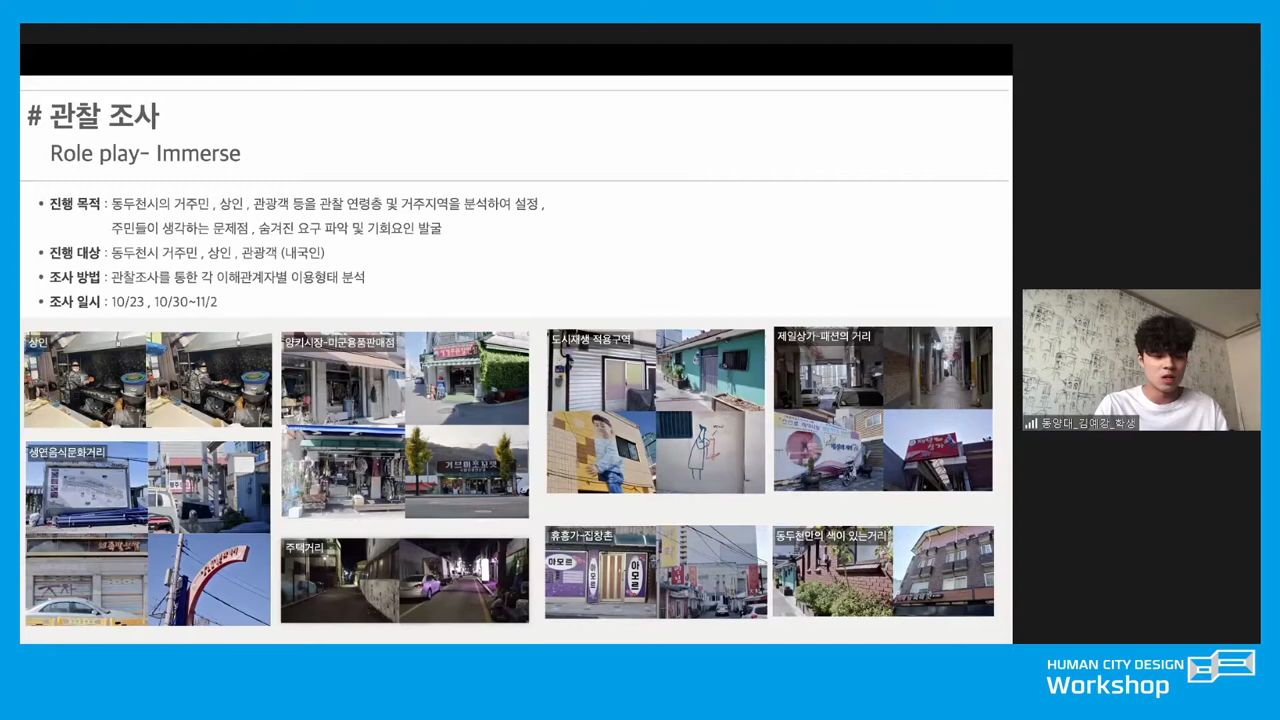 # 관찰 조사
Role play- Immerse
• 진행 목적 : 동두천시의 거주민 , 상인 , 관광객 등을 관찰 연령층 및 거주지역을 분석하여 설정 ,
주민들이 생각하는 문제점 , 숨겨진 요구 파악 및 기회요인 발굴
• 진행 대상 : 동두천시 거주민 , 상인 , 관광객 (내국인)
• 조사 방법 : 관찰조사를 통한 각 이해관계자별 이용형태 분석
• 조사 일시 : 10/23 , 10/30~11/2
상인
양키시장-미군용품판매점
도시재생 적용구역
제일상가-패션의 거리
생연음식문화거리
주택거리
휴흥가-집창촌
아모르
아모르
아모르
동두천만의 색이 있는거리
동양대_김예왕_학생
HUMAN CITY DESIGN
Workshop